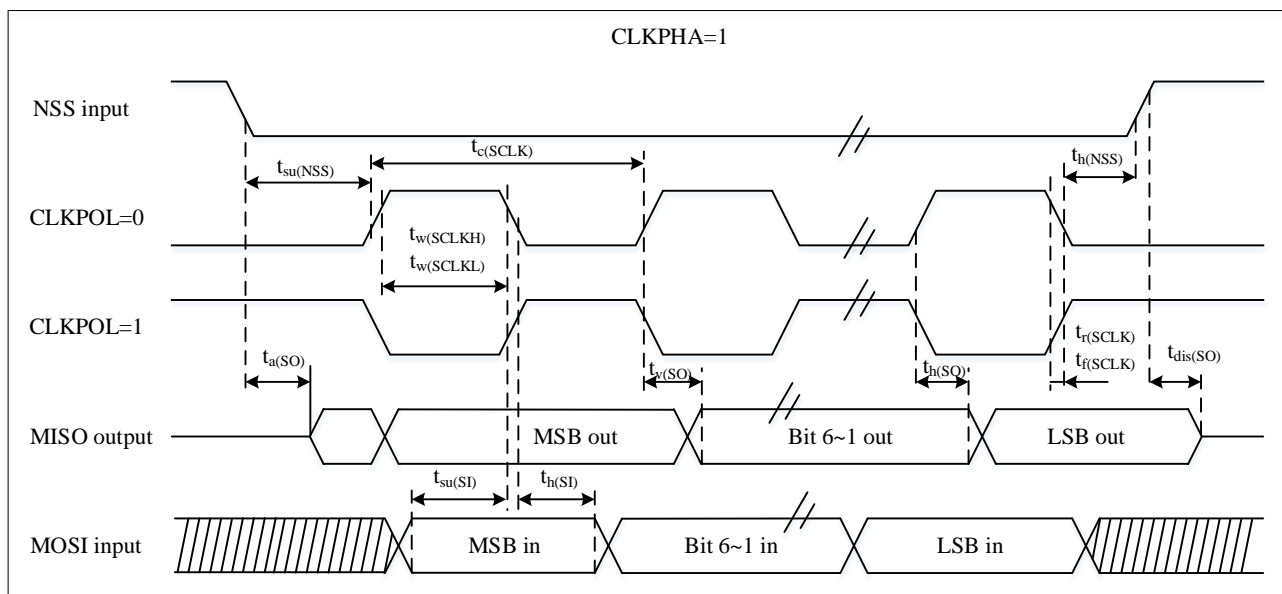 CLKPHA=1
NSS input
tc(SCLK)
tsu(NSS)
th(NSS)
CLKPOL=0
tw(SCLKH)
tw(SCLKL)
CLKPOL=1
tr(SCLK)
tf(SCLK)
ta(SO)
tv(SO)
th(SO)
tdis(SO)
MISO output
MSB out
Bit 6~1 out
LSB out
tsu(SI)
th(SI)
MOSI input
MSB in
Bit 6~1 in
LSB in